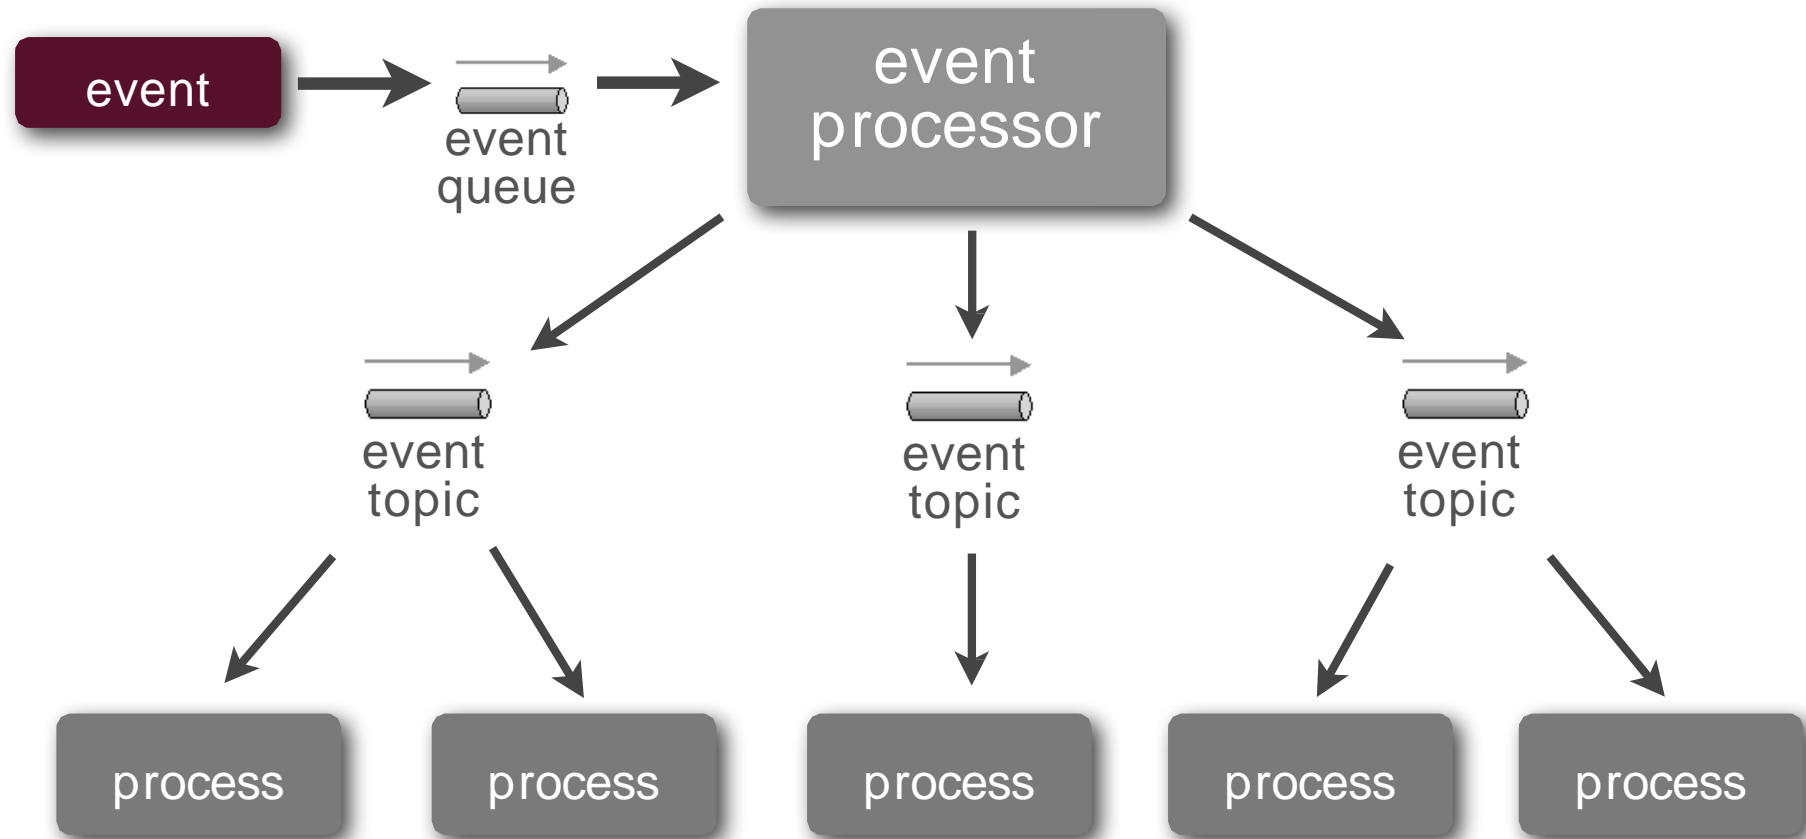 event
event
queue
event
processor
event
topic
event
topic
event
topic
process
process
process
process
process